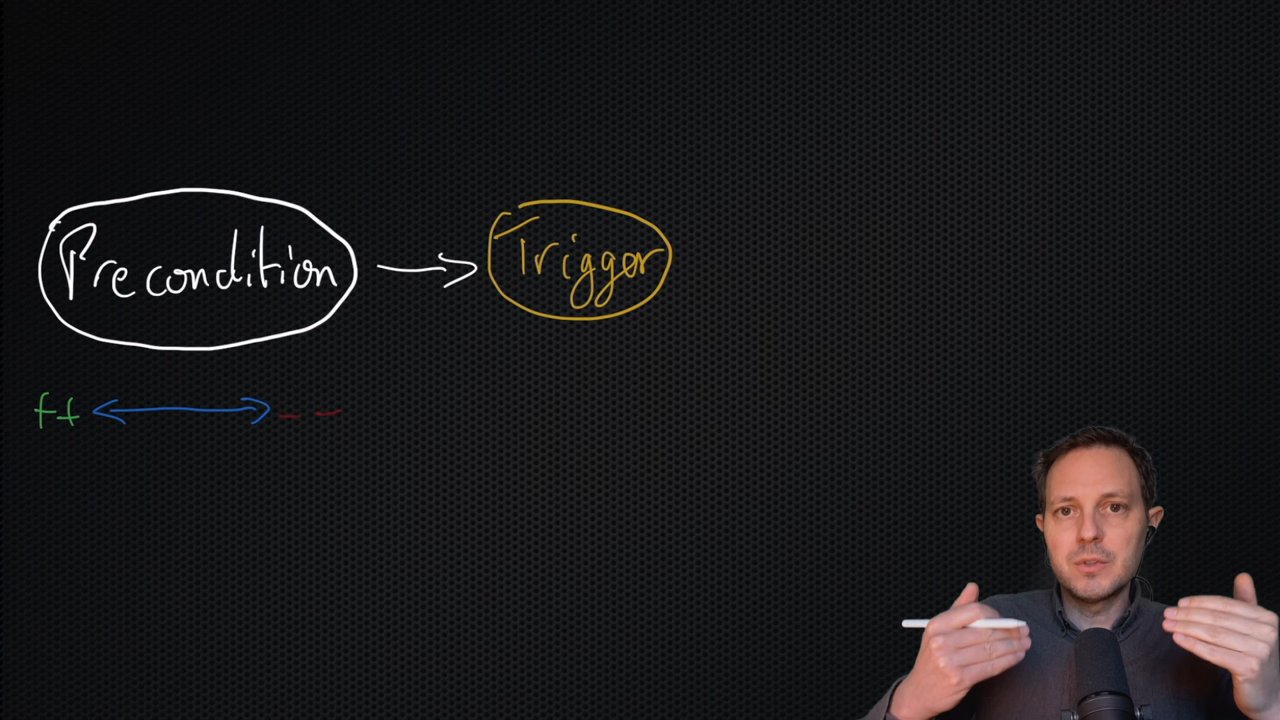 Precondition → Trigger
++ ↔ - -